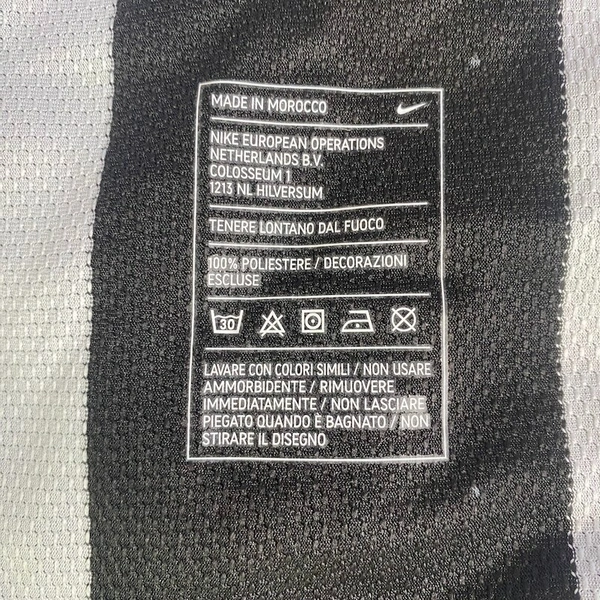 MADE IN MOROCCO
NIKE EUROPEAN OPERATIONS
NETHERLANDS B.V.
COLOSSEUM 1
1213 NL HILVERSUM
TENERE LONTANO DAL FUOCO
100% POLIESTERE / DECORAZIONI
ESCLUSE
30
LAVARE CON COLORI SIMILI / NON USARE
AMMORBIDENTE / RIMUOVERE
IMMEDIATAMENTE / NON LASCIARE
PIEGATO QUANDO È BAGNATO / NON
STIRARE IL DISEGNO